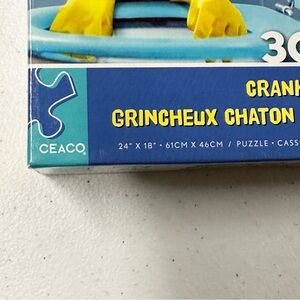 30
CRANK
GRINCHEUX CHATON
CEACO
24" X 18" • 61CM X 46CM / PUZZLE • CASS